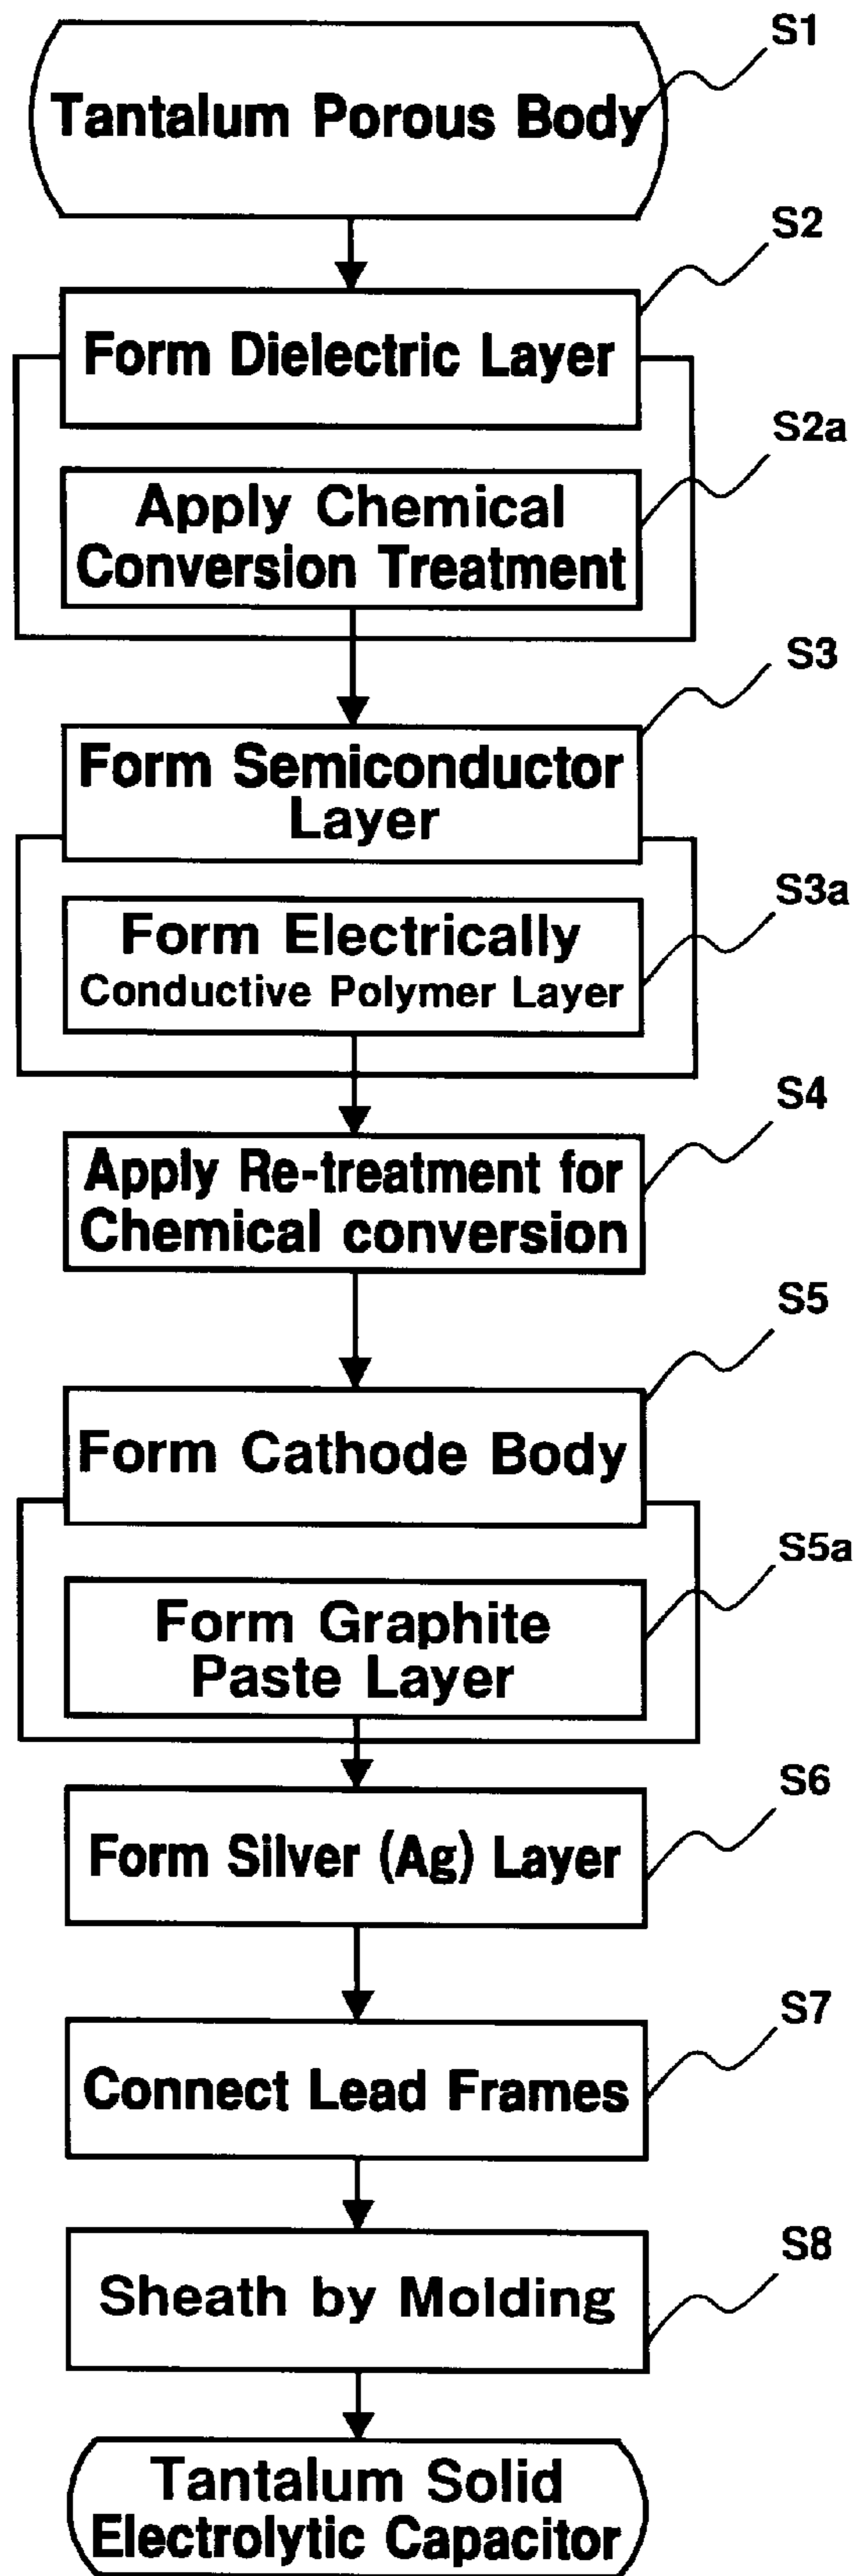 S1
Tantalum Porous Body
S2
Form Dielectric Layer
S2a
Apply Chemical
Conversion Treatment
S3
Form Semiconductor
Layer
S3a
Form Electrically
Conductive Polymer Layer
S4
Apply Re-treatment for
Chemical conversion
S5
Form Cathode Body
S5a
Form Graphite
Paste Layer
S6
Form Silver (Ag) Layer
S7
Connect Lead Frames
S8
Sheath by Molding
Tantalum Solid
Electrolytic Capacitor